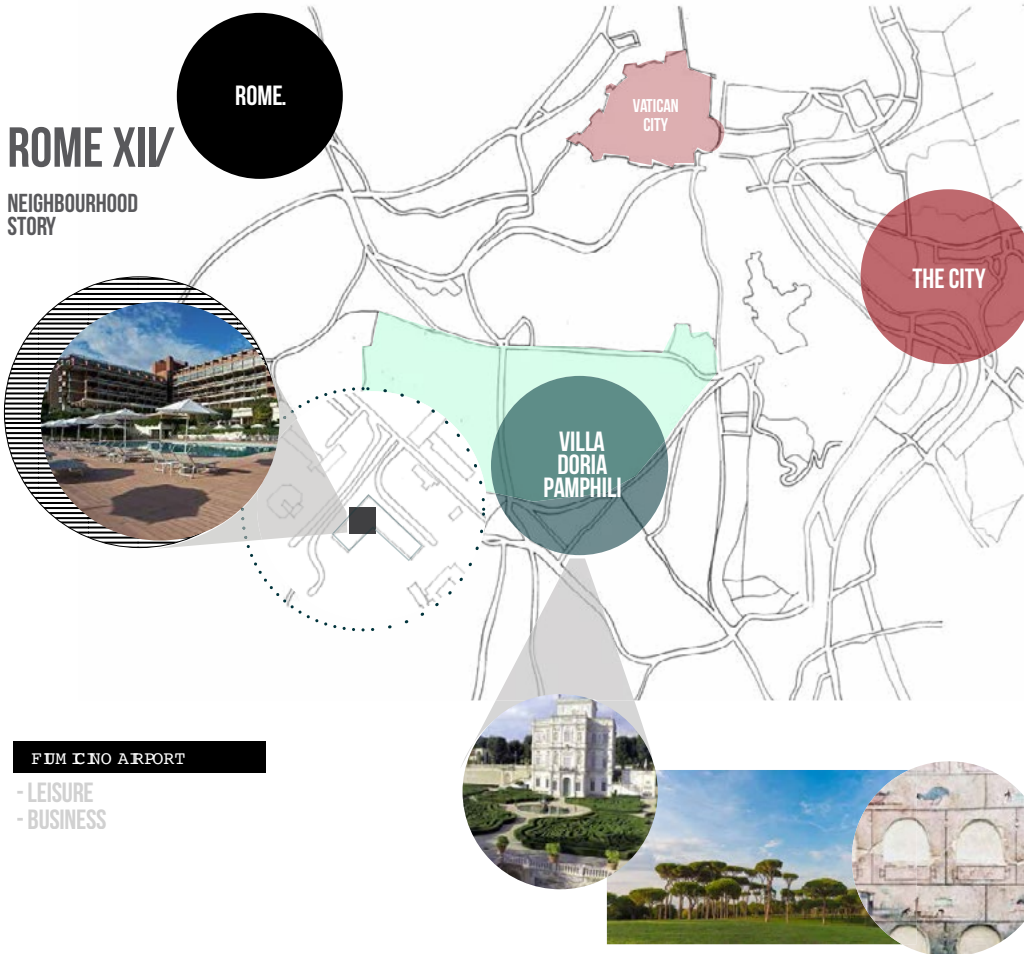 ROME.
ROME XIV
NEIGHBOURHOOD
STORY
VATICAN
CITY
THE CITY
VILLA
DORIA
PAMPHILI
FIUMICINO AIRPORT
- LEISURE
- BUSINESS